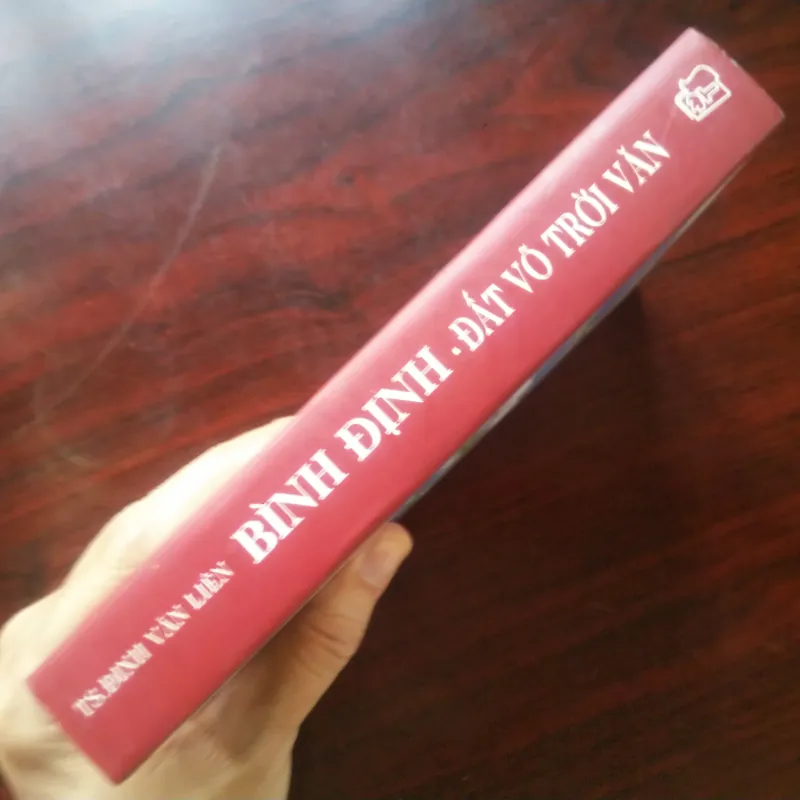 TS.ĐINH VĂN LIÊN
BÌNH ĐỊNH · ĐẤT VÕ TRỜI VĂN